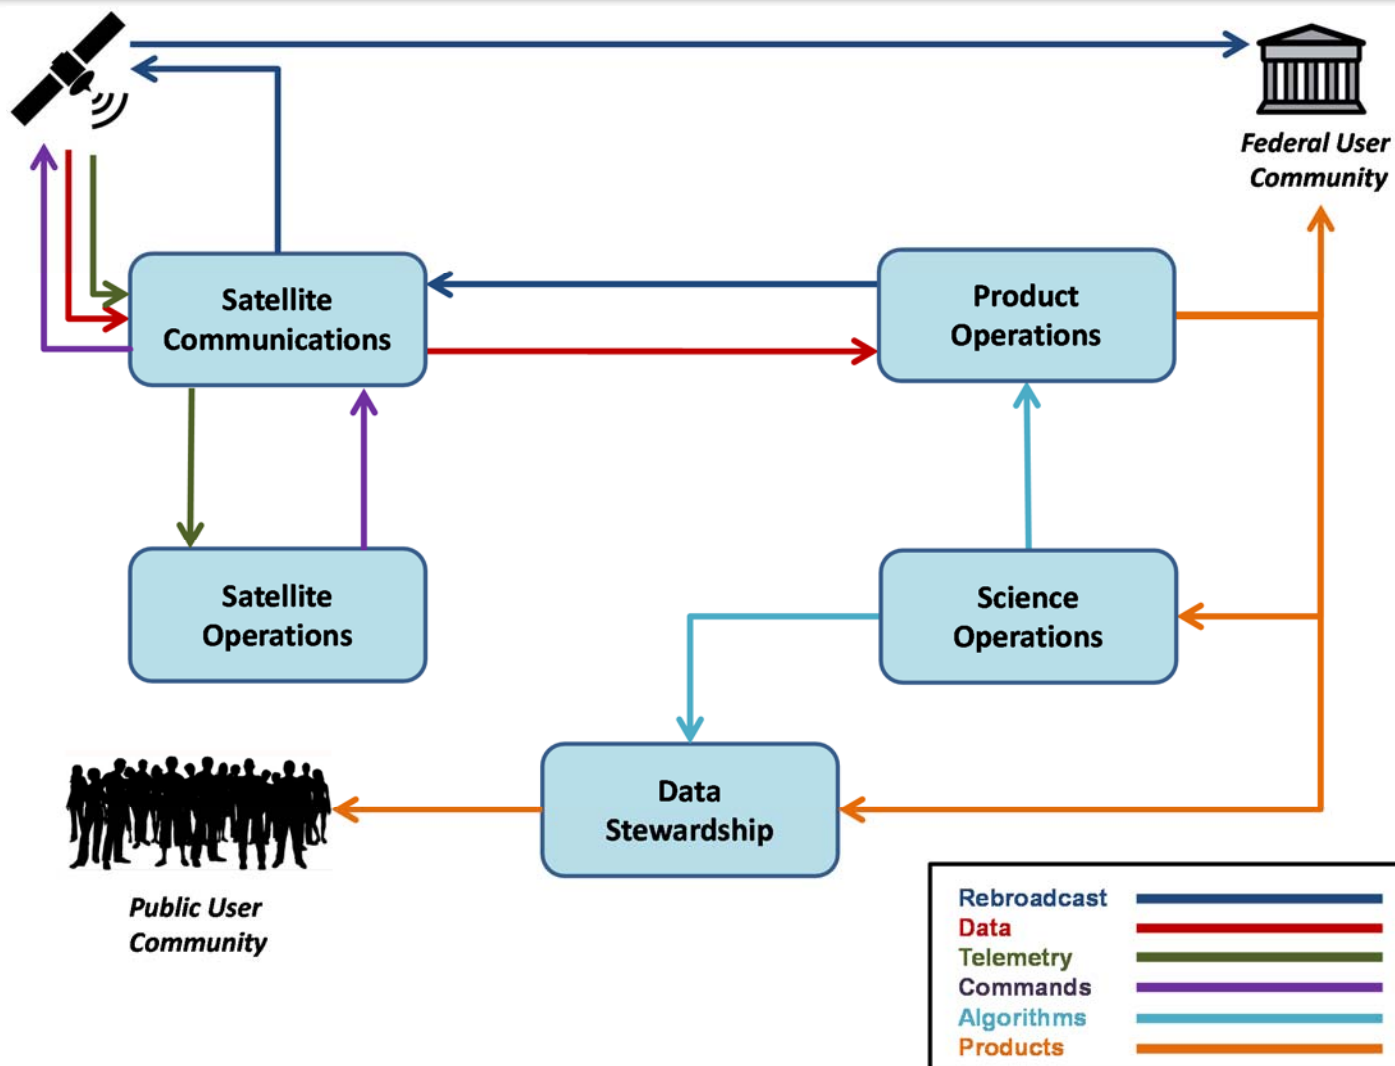 Federal User
Community
Satellite
Communications
Product
Operations
Satellite
Operations
Science
Operations
Data
Stewardship
Public User
Community
Rebroadcast
Data
Telemetry
Commands
Algorithms
Products